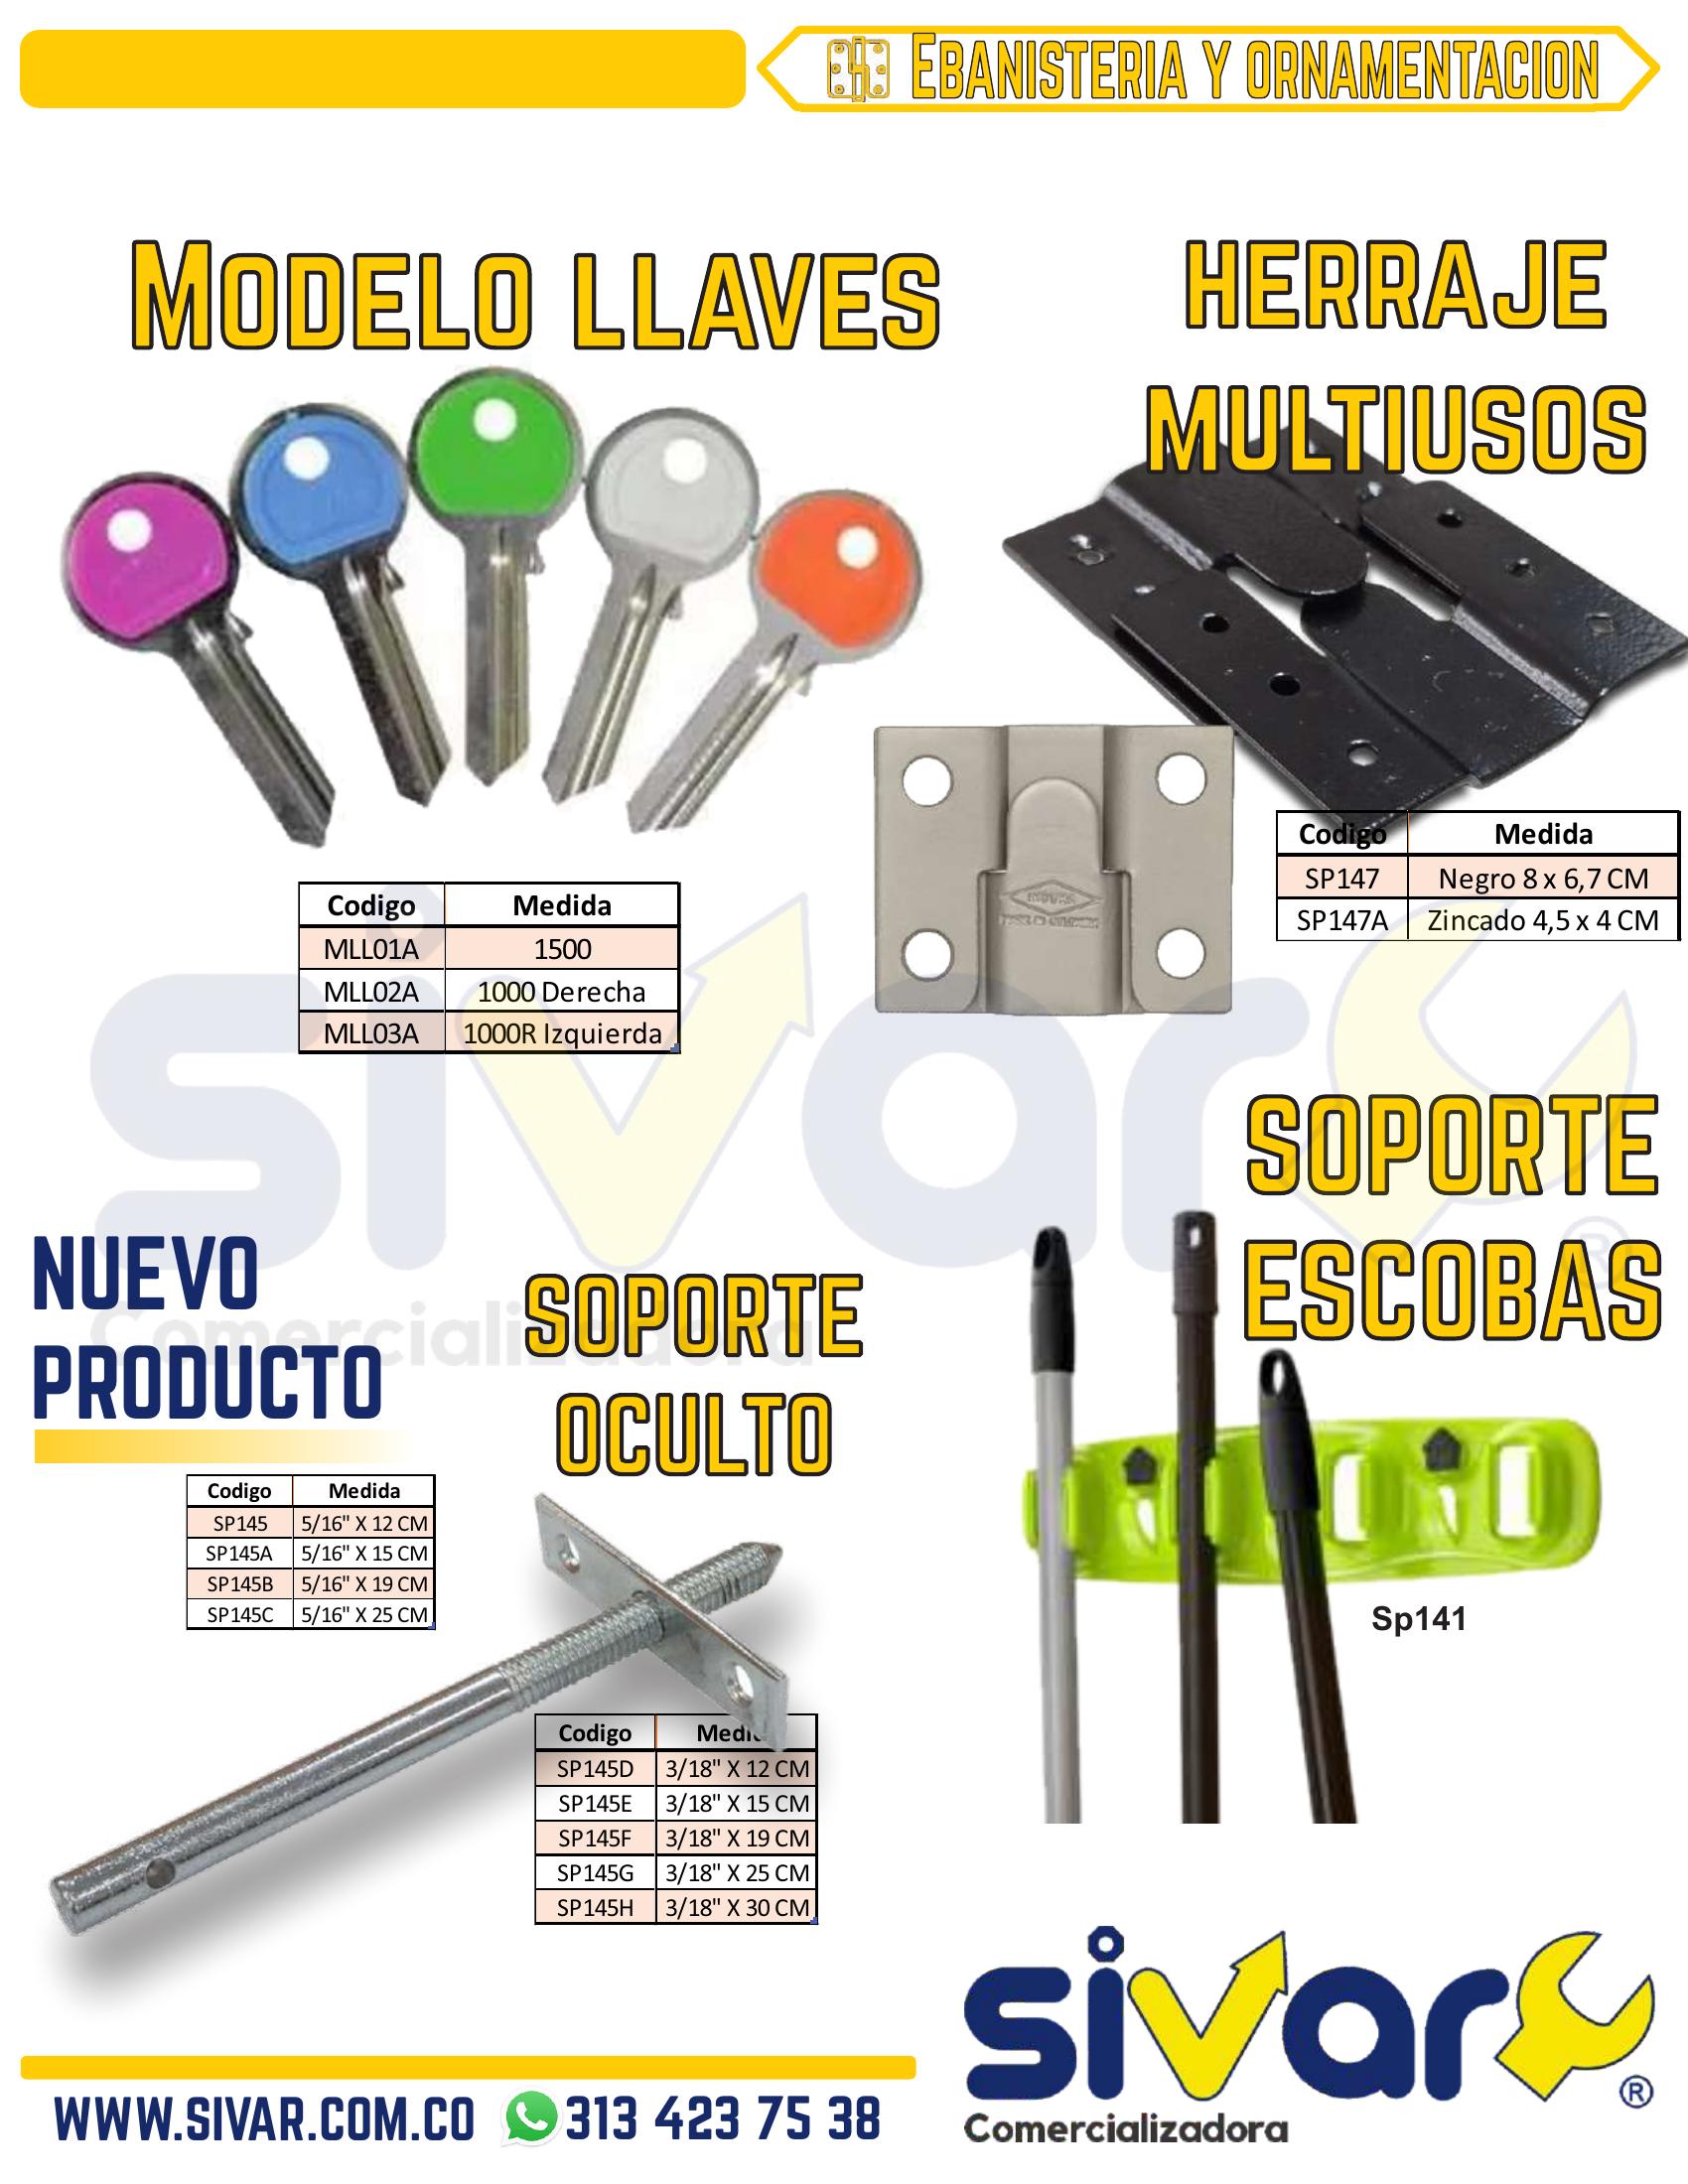 EBANISTERIA Y ORNAMENTACION
MODELO LLAVES
HERRAJE
MULTIUSOS
Codigo Medida
SP147 Negro 8 x 6,7 CM
SP147A Zincado 4,5 x 4 CM
Codigo Medida
MLL01A 1500
MLL02A 1000 Derecha
MLL03A 1000R Izquierda
sivar
Comercializadora
SOPORTE
ESCOBAS
Sp141
NUEVO
PRODUCTO
SOPORTE
OCULTO
Codigo Medida
SP145 5/16" X 12 CM
SP145A 5/16" X 15 CM
SP145B 5/16" X 19 CM
SP145C 5/16" X 25 CM
Codigo
SP145D 3/18" X 12 CM
SP145E 3/18" X 15 CM
SP145F 3/18" X 19 CM
SP145G 3/18" X 25 CM
SP145H 3/18" X 30 CM
WWW.SIVAR.COM.CO 313 423 75 38
sivar ®
Comercializadora